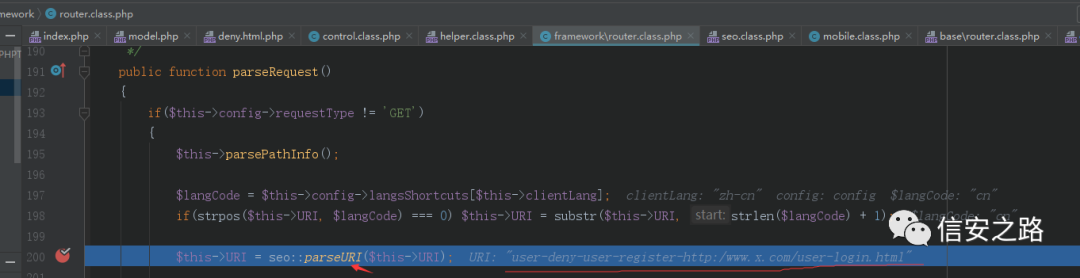 mework › router.class.php
index.php × model.php × deny.html.php × control.class.php × helper.class.php × framework\router.class.php × seo.class.php × mobile.class.php × base\router.class.php ×
PHPT
190 */
191 public function parseRequest()
192 {
193 if($this->config->requestType != 'GET')
194 {
195 $this->parsePathInfo();
196
197 $langCode = $this->config->langsShortcuts[$this->clientLang]; clientLang: "zh-cn" config: config $langCode: "cn"
198 if(strpos($this->URI, $langCode) === 0) $this->URI = substr($this->URI, start: strlen($langCode) + 1); "cn"
199
200 $this->URI = seo::parseURI($this->URI); URI: "user-deny-user-register-http:/www.x.com/user-login.html"
201
信安之路